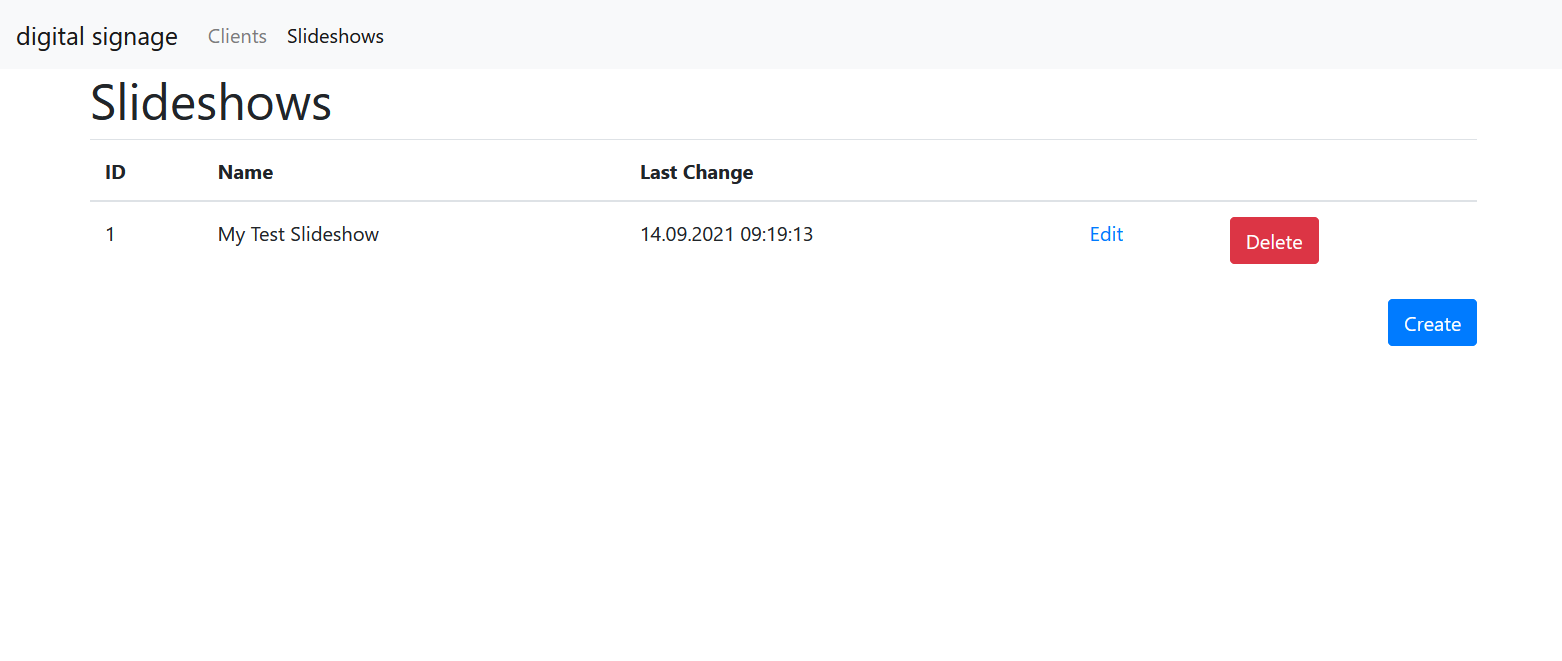 digital signage Clients Slideshows
Slideshows
ID Name Last Change
1 My Test Slideshow 14.09.2021 09:19:13 Edit Delete
Create